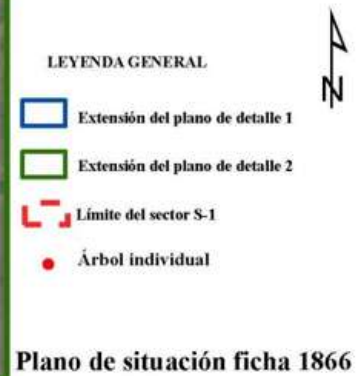 N
LEYENDA GENERAL
Extensión del plano de detalle 1
Extensión del plano de detalle 2
Límite del sector S-1
Árbol individual
Plano de situación ficha 1866